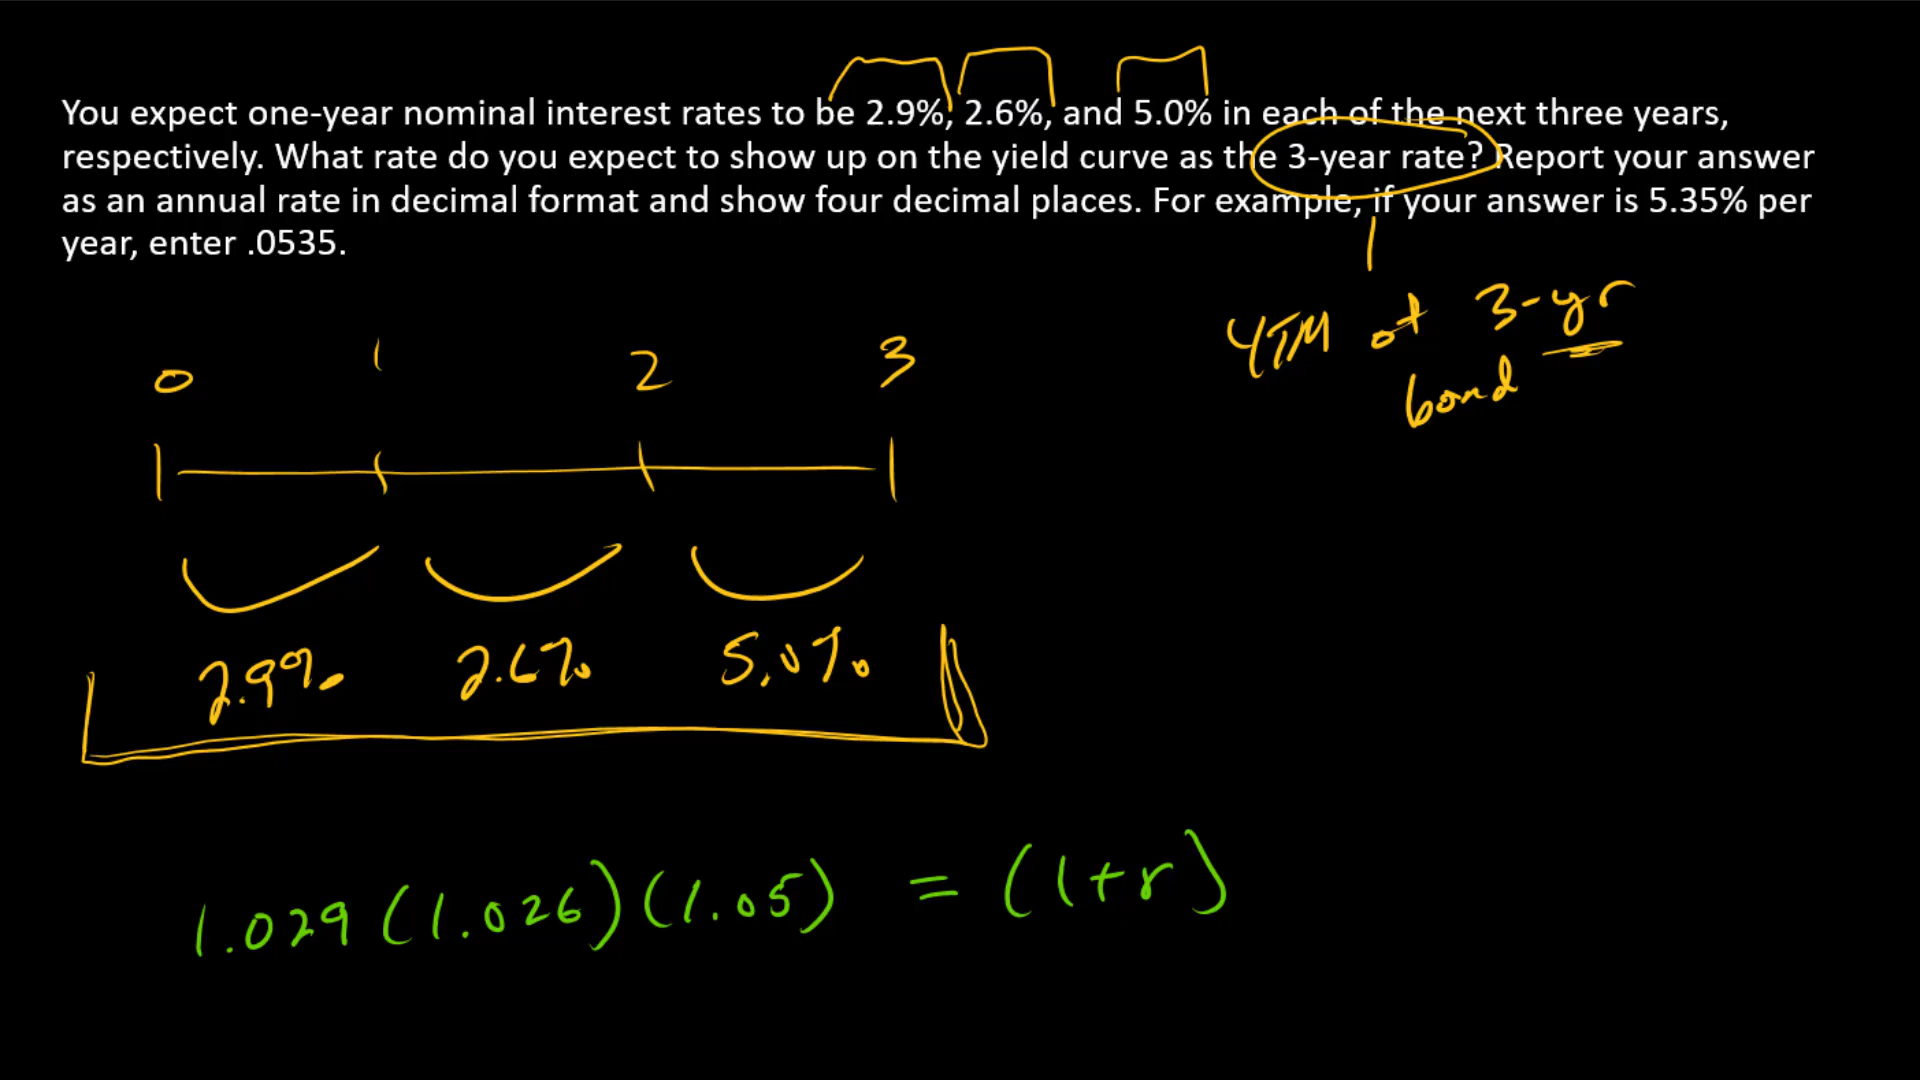 You expect one-year nominal interest rates to be 2.9%, 2.6%, and 5.0% in each of the next three years,
respectively. What rate do you expect to show up on the yield curve as the 3-year rate? Report your answer
as an annual rate in decimal format and show four decimal places. For example, if your answer is 5.35% per
year, enter .0535.
YTM of 3-yr
bond
0 1 2 3
2.9% 2.6% 5.0%
1.029 (1.026) (1.05) = (1+r)